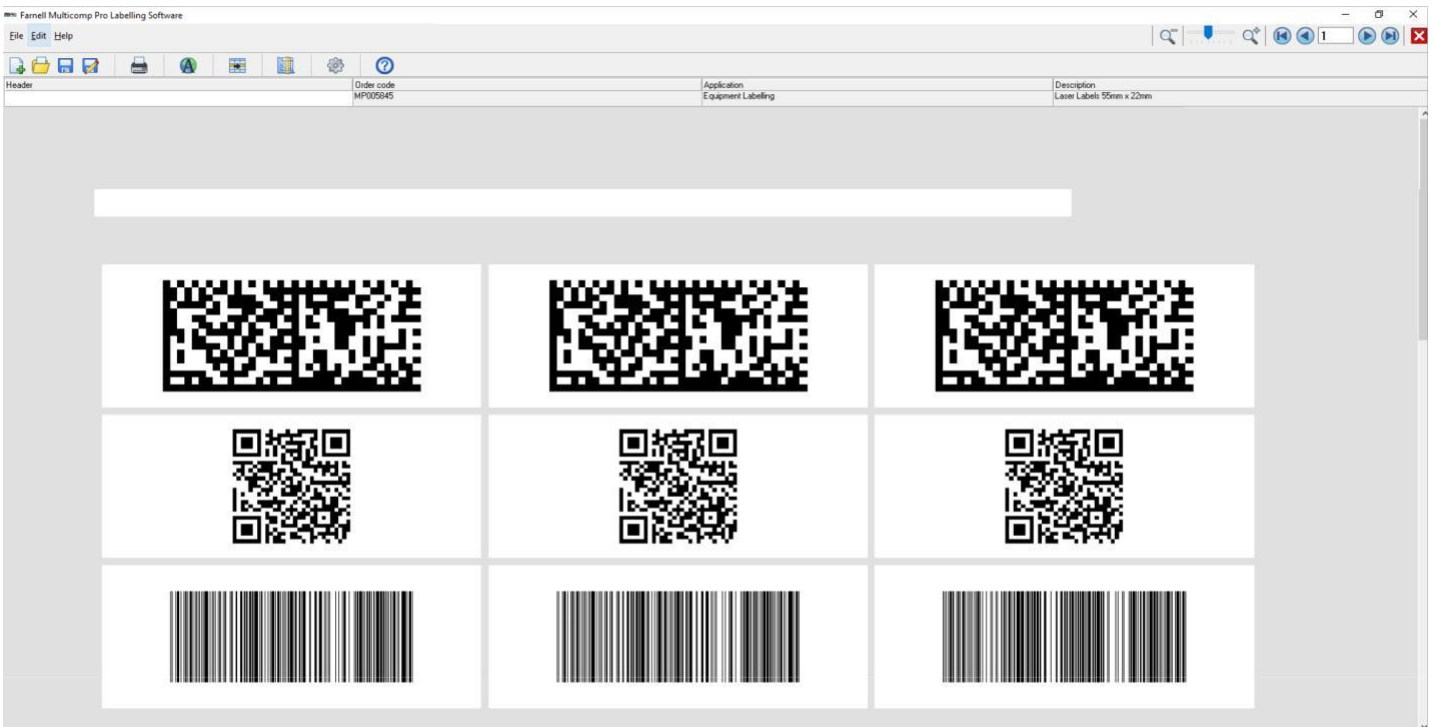 Farnell Multicomp Pro Labelling Software
File Edit Help
1
Header Order code Application Description
MP005845 Equipment Labelling Laser Labels 55mm x 22mm